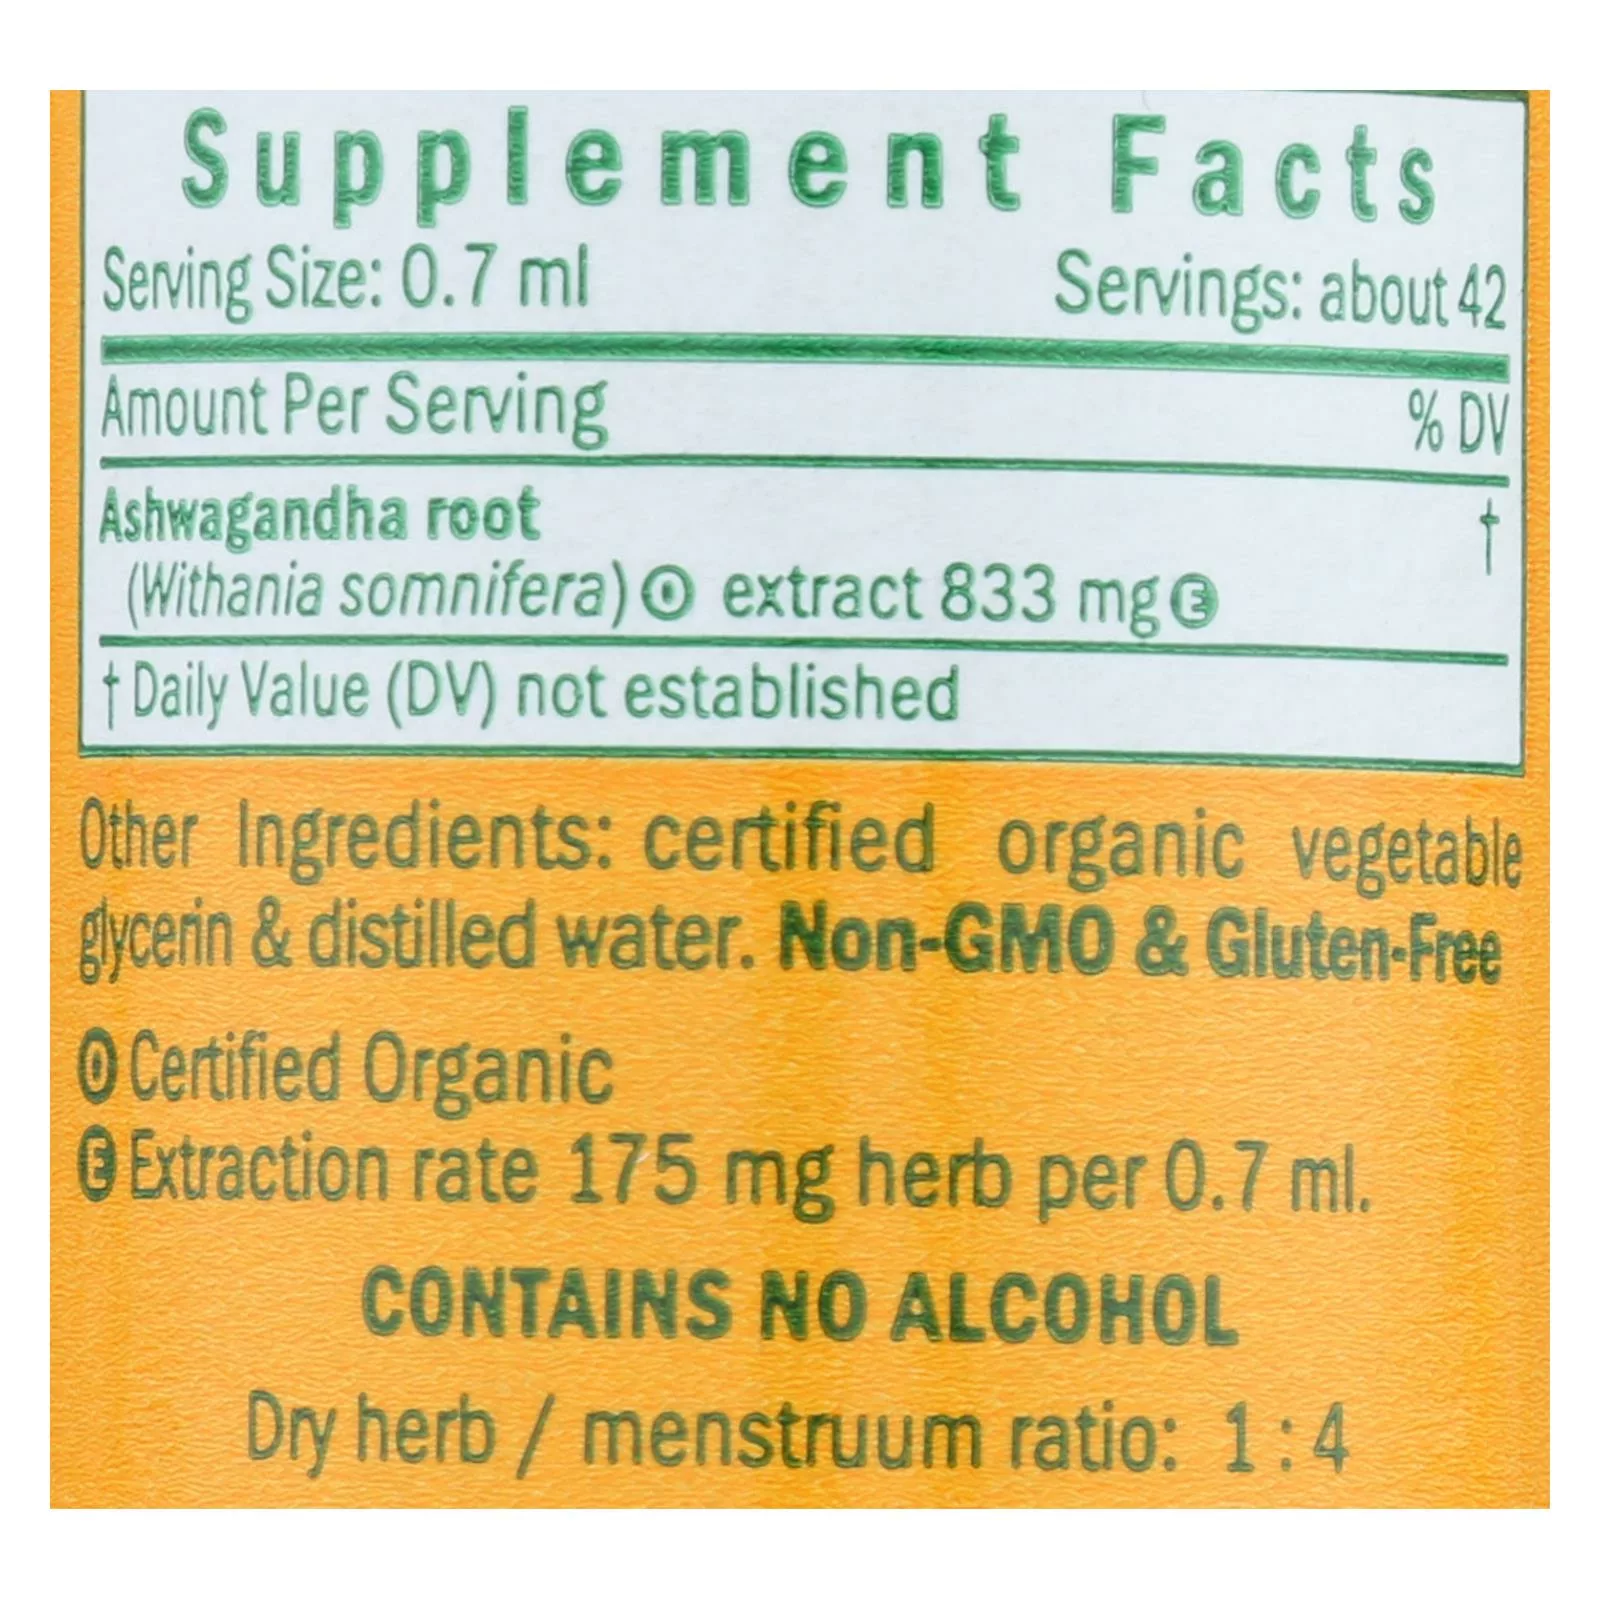 Supplement Facts
Serving Size: 0.7 ml Servings: about 42
Amount Per Serving % DV
Ashwagandha root †
(Withania somnifera) extract 833 mg Ⓔ
† Daily Value (DV) not established
Other Ingredients: certified organic vegetable
glycerin & distilled water. Non-GMO & Gluten-Free
Certified Organic
Ⓔ Extraction rate 175 mg herb per 0.7 ml.
CONTAINS NO ALCOHOL
Dry herb / menstruum ratio: 1 : 4